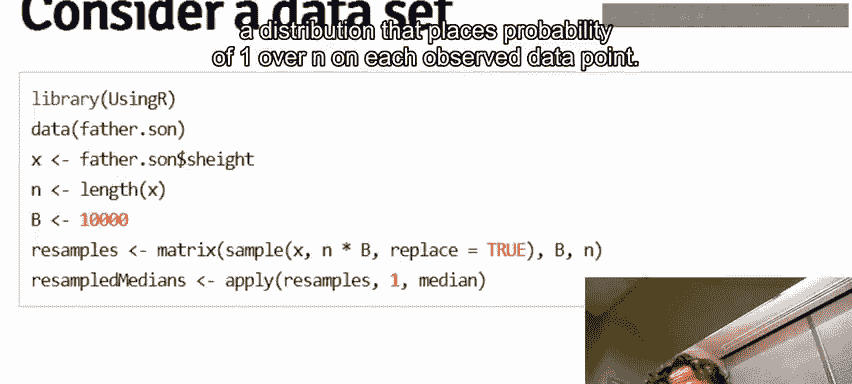 Consider a data set
a distribution that places probability
of 1 over n on each observed data point.
library(UsingR)
data(father.son)
x <- father.son$sheight
n <- length(x)
B <- 10000
resamples <- matrix(sample(x, n * B, replace = TRUE), B, n)
resampledMedians <- apply(resamples, 1, median)